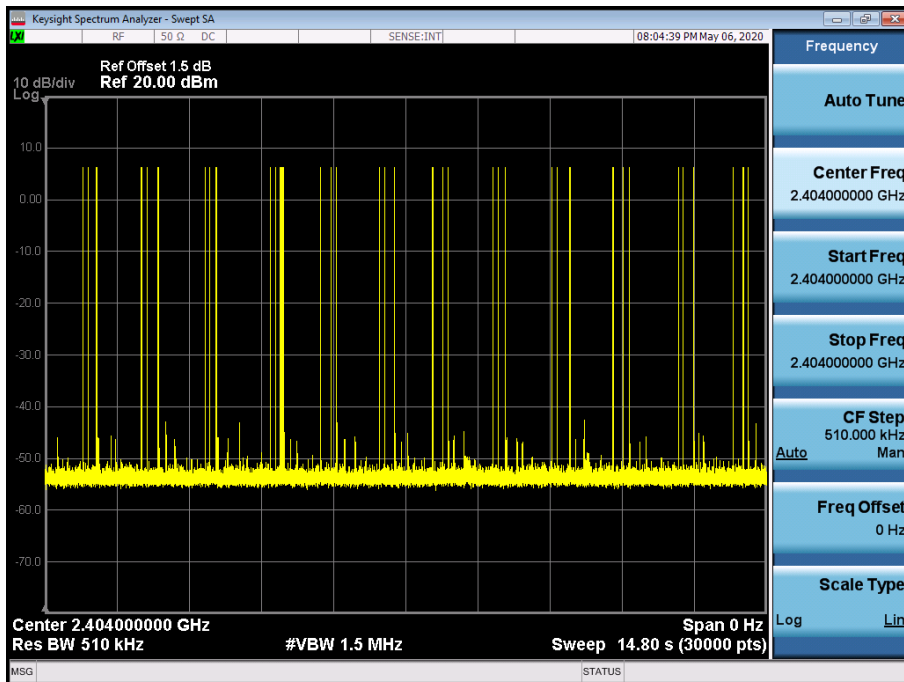 Keysight Spectrum Analyzer - Swept SA
LXI RF 50 Ω DC SENSE:INT 08:04:39 PM May 06, 2020
Frequency
Ref Offset 1.5 dB
10 dB/div Ref 20.00 dBm
Log
Auto Tune
10.0
Center Freq
2.404000000 GHz
0.00
-10.0
Start Freq
2.404000000 GHz
-20.0
-30.0
Stop Freq
2.404000000 GHz
-40.0
CF Step
510.000 kHz
Auto Man
-50.0
-60.0
Freq Offset
0 Hz
-70.0
Scale Type
Log Lin
Center 2.404000000 GHz Span 0 Hz
Res BW 510 kHz #VBW 1.5 MHz Sweep 14.80 s (30000 pts)
MSG STATUS